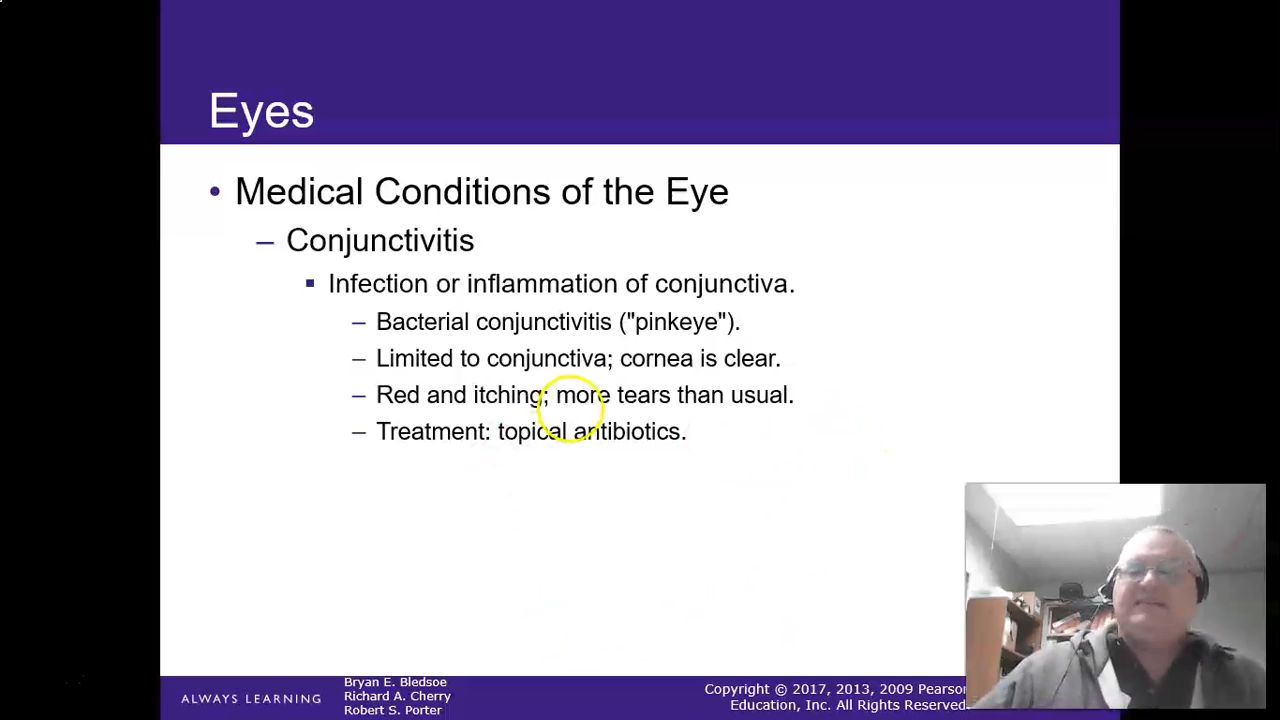 Eyes
• Medical Conditions of the Eye
– Conjunctivitis
▪ Infection or inflammation of conjunctiva.
– Bacterial conjunctivitis ("pinkeye").
– Limited to conjunctiva; cornea is clear.
– Red and itching; more tears than usual.
– Treatment: topical antibiotics.
ALWAYS LEARNING
Bryan E. Bledsoe
Richard A. Cherry
Robert S. Porter
Copyright © 2017, 2013, 2009 Pearson
Education, Inc. All Rights Reserved.